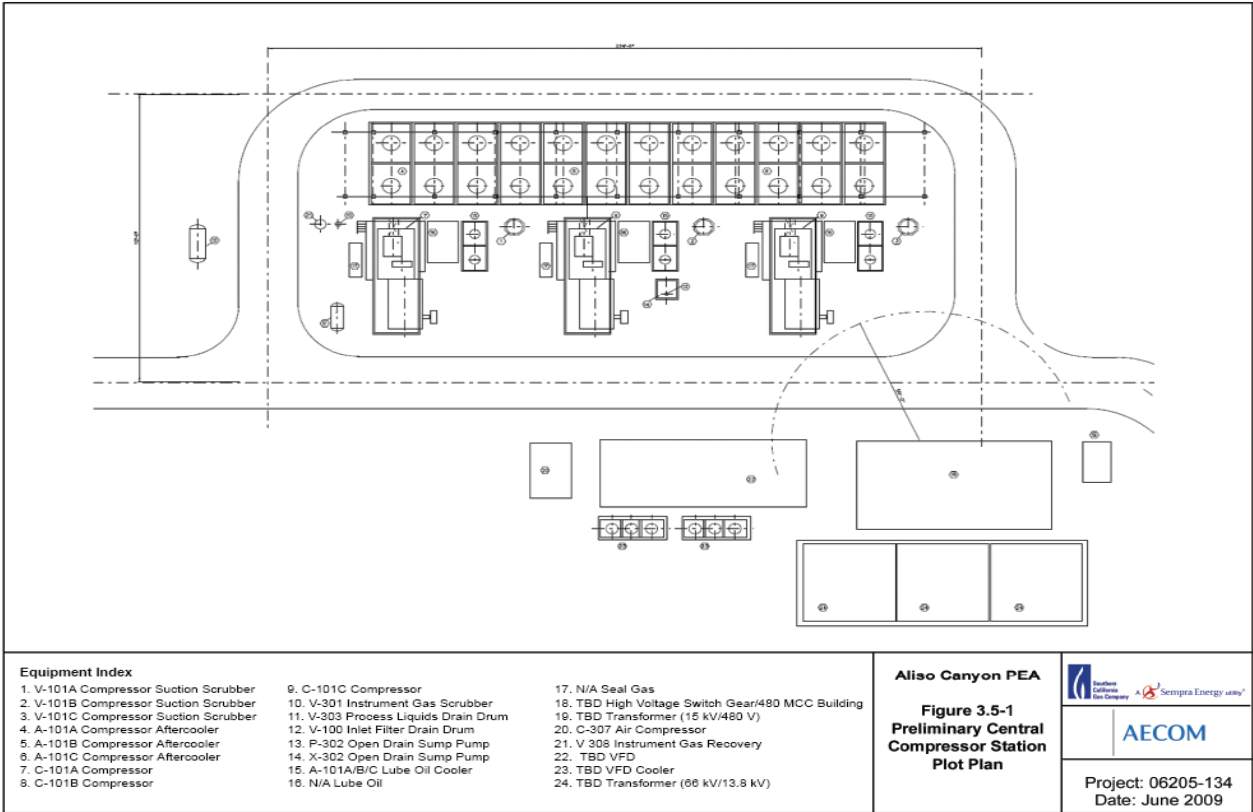 Equipment Index
1. V-101A Compressor Suction Scrubber
2. V-101B Compressor Suction Scrubber
3. V-101C Compressor Suction Scrubber
4. A-101A Compressor Aftercooler
5. A-101B Compressor Aftercooler
6. A-101C Compressor Aftercooler
7. C-101A Compressor
8. C-101B Compressor
9. C-101C Compressor
10. V-301 Instrument Gas Scrubber
11. V-303 Process Liquids Drain Drum
12. V-100 Inlet Filter Drain Drum
13. P-302 Open Drain Sump Pump
14. X-302 Open Drain Sump Pump
15. A-101A/B/C Lube Oil Cooler
16. N/A Lube Oil
17. N/A Seal Gas
18. TBD High Voltage Switch Gear/480 MCC Building
19. TBD Transformer (15 kV/480 V)
20. C-307 Air Compressor
21. V 308 Instrument Gas Recovery
22. TBD VFD
23. TBD VFD Cooler
24. TBD Transformer (66 kV/13.8 kV)
Aliso Canyon PEA
Figure 3.5-1
Preliminary Central
Compressor Station
Plot Plan
Southern
California
Gas Company
A Sempra Energy utility®
AECOM
Project: 06205-134
Date: June 2009